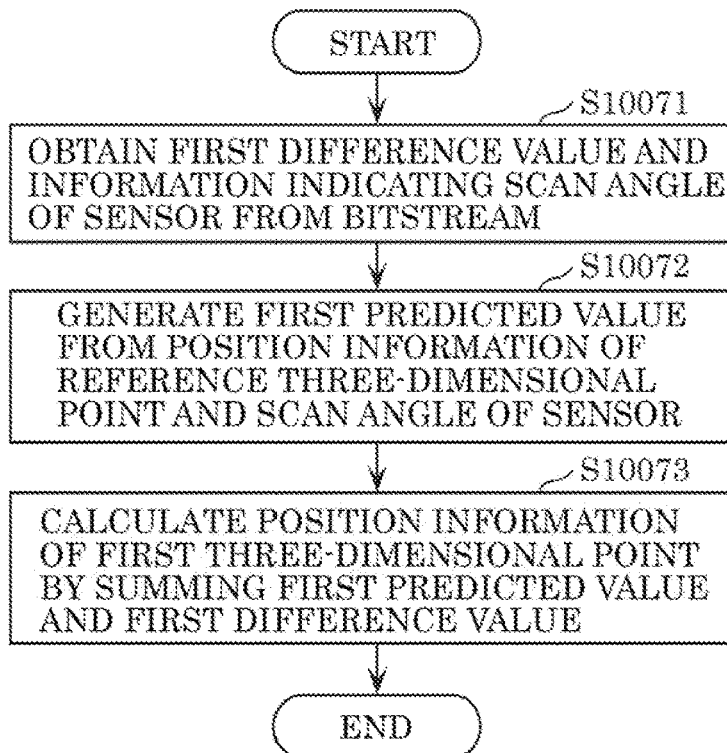 START
S10071
OBTAIN FIRST DIFFERENCE VALUE AND
INFORMATION INDICATING SCAN ANGLE
OF SENSOR FROM BITSTREAM
S10072
GENERATE FIRST PREDICTED VALUE
FROM POSITION INFORMATION OF
REFERENCE THREE-DIMENSIONAL
POINT AND SCAN ANGLE OF SENSOR
S10073
CALCULATE POSITION INFORMATION
OF FIRST THREE-DIMENSIONAL POINT
BY SUMMING FIRST PREDICTED VALUE
AND FIRST DIFFERENCE VALUE
END